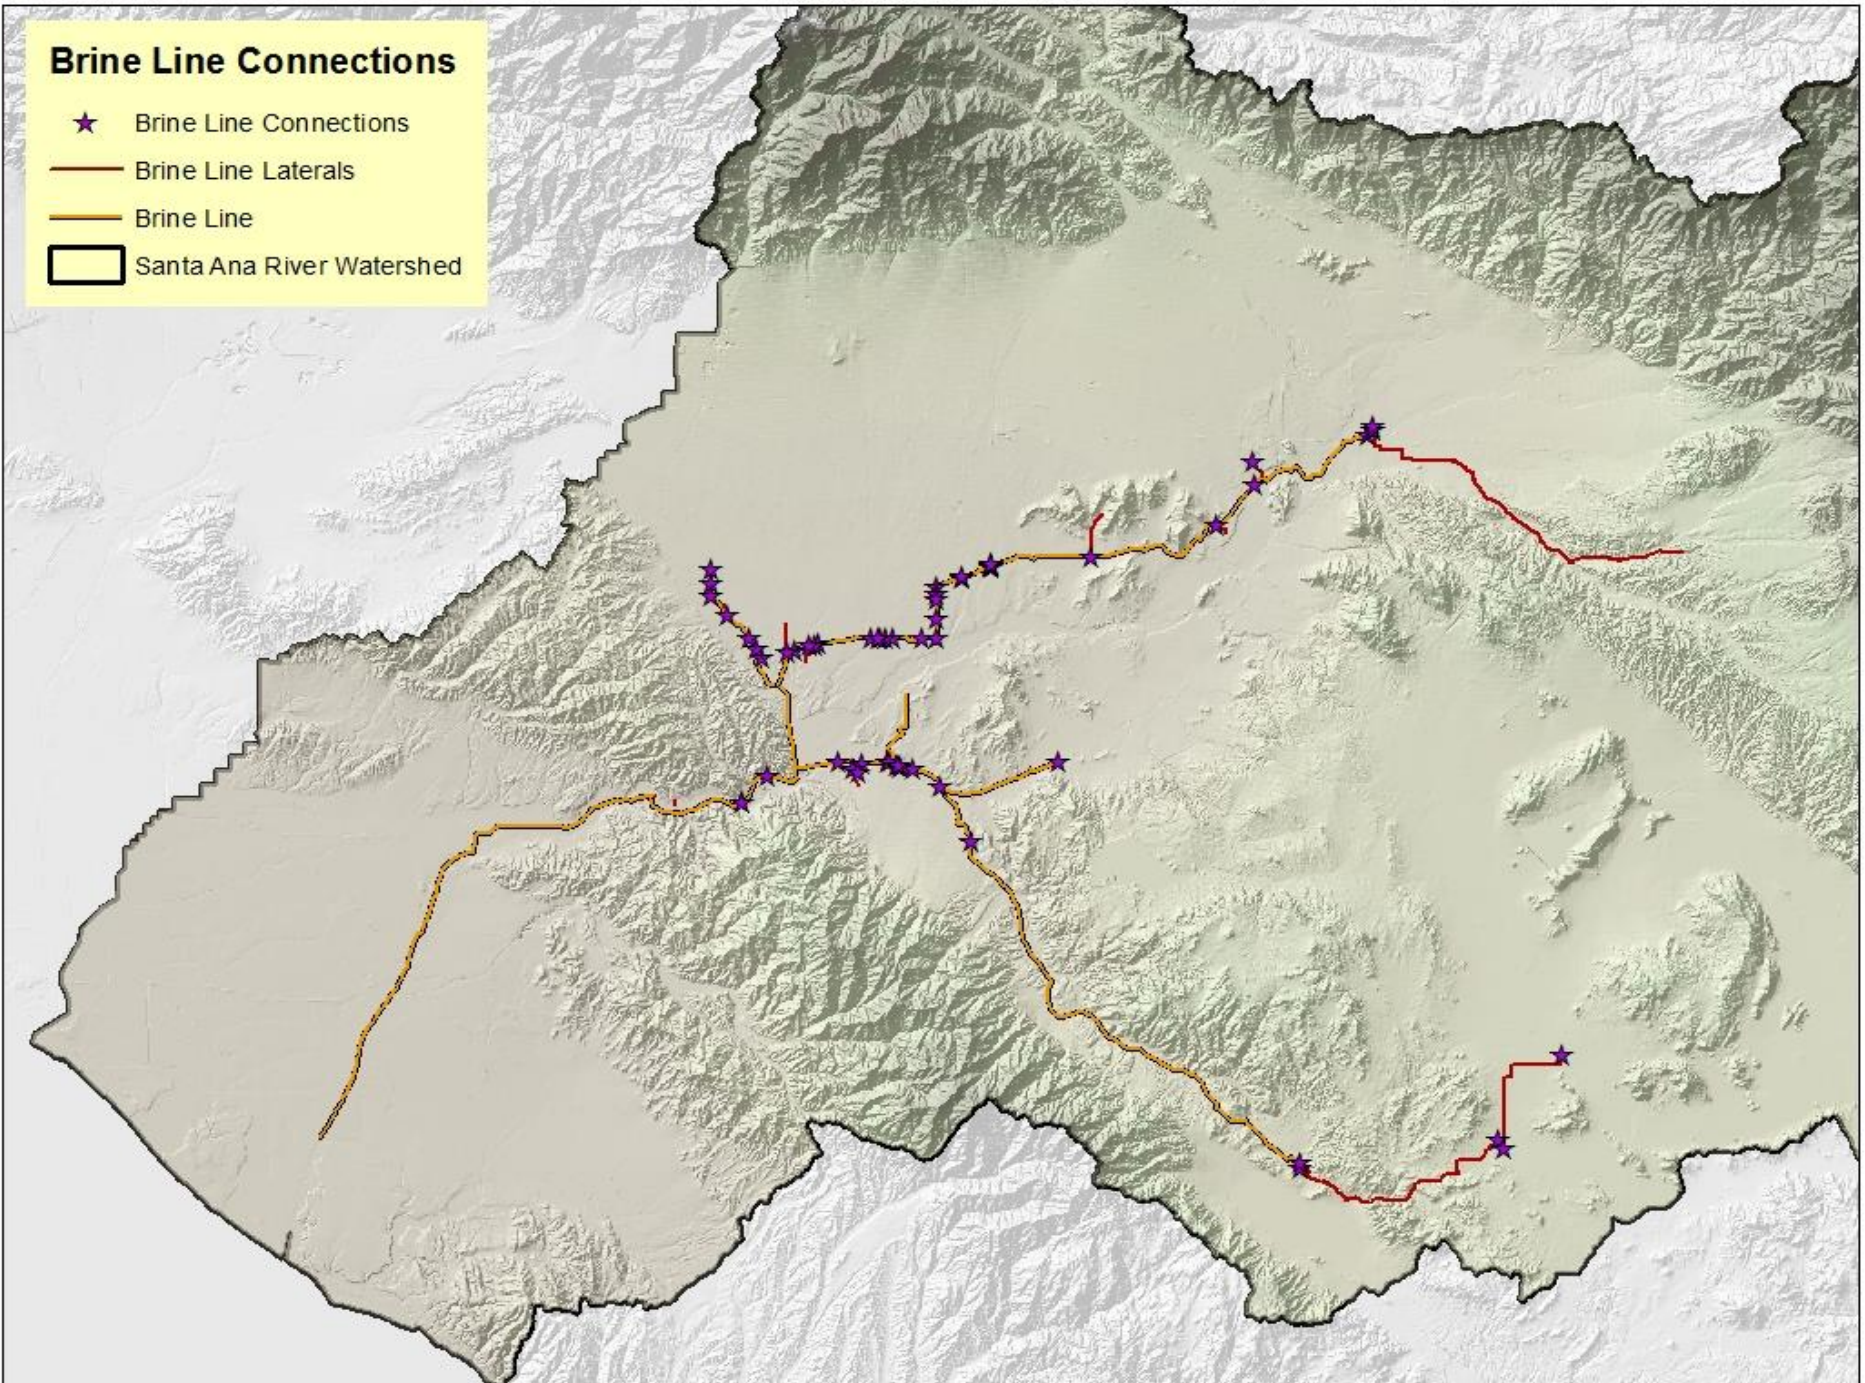 Brine Line Connections
Brine Line Connections
Brine Line Laterals
Brine Line
Santa Ana River Watershed